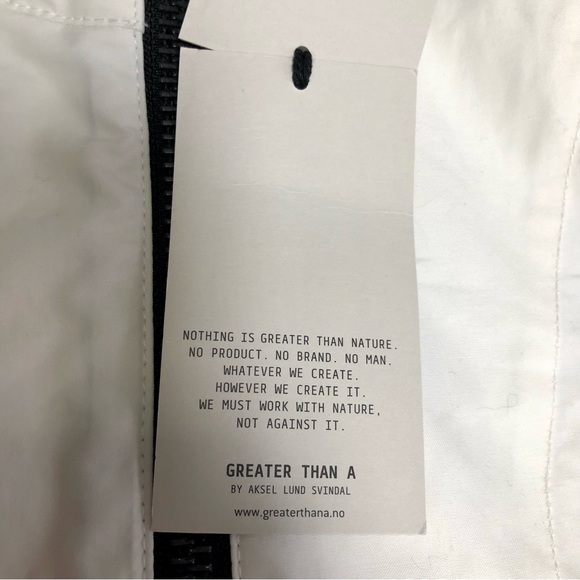 NOTHING IS GREATER THAN NATURE.
NO PRODUCT. NO BRAND. NO MAN.
WHATEVER WE CREATE.
HOWEVER WE CREATE IT.
WE MUST WORK WITH NATURE,
NOT AGAINST IT.
GREATER THAN A
BY AKSEL LUND SVINDAL
www.greaterthana.no